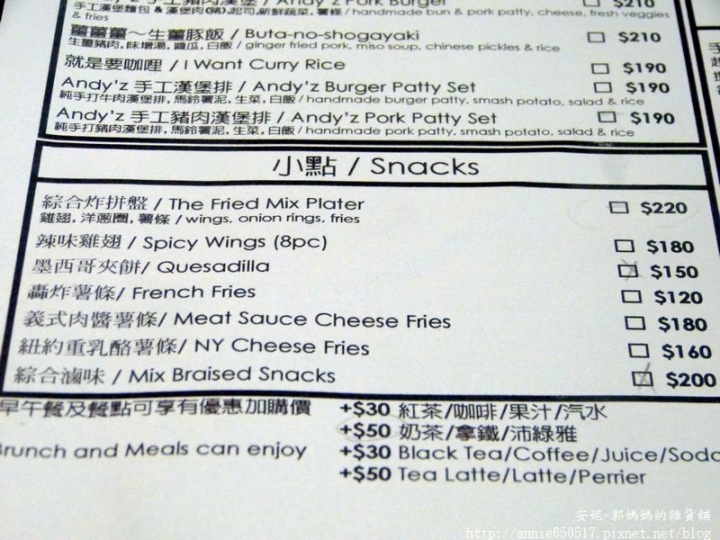 Andy'z 手工豬肉漢堡 / Andy'z Pork Burger $210
手工漢堡麵包 & 漢堡肉(豬),起司,新鮮蔬菜,薯條 / handmade bun & pork patty, cheese, fresh veggies
& fries
薑薑薑～生薑豚飯 / Buta-no-shogayaki $210
生薑豬肉,味增湯,醬瓜,白飯 / ginger fried pork, miso soup, chinese pickles & rice
就是要咖哩 / I Want Curry Rice $190
Andy'z 手工漢堡排 / Andy'z Burger Patty Set $190
純手打牛肉漢堡排,馬鈴薯泥,生菜,白飯 / handmade burger patty, smash potato, salad & rice
Andy'z 手工豬肉漢堡排 / Andy'z Pork Patty Set $190
純手打豬肉漢堡排,馬鈴薯泥,生菜,白飯 / handmade pork patty, smash potato, salad & rice
小點 / Snacks
綜合炸拼盤 / The Fried Mix Plater $220
雞翅,洋蔥圈,薯條 / wings, onion rings, fries
辣味雞翅 / Spicy Wings (8pc) $180
墨西哥夾餅/ Quesadilla $150
轟炸薯條/ French Fries $120
義式肉醬薯條/ Meat Sauce Cheese Fries $180
紐約重乳酪薯條/ NY Cheese Fries $160
綜合滷味 / Mix Braised Snacks $200
早午餐及餐點可享有優惠加購價 +$30 紅茶/咖啡/果汁/汽水
+$50 奶茶/拿鐵/沛綠雅
Brunch and Meals can enjoy +$30 Black Tea/Coffee/Juice/Soda
+$50 Tea Latte/Latte/Perrier
安妮-郭媽媽的雜貨鋪
http://annie650517.pixnet.net/blog